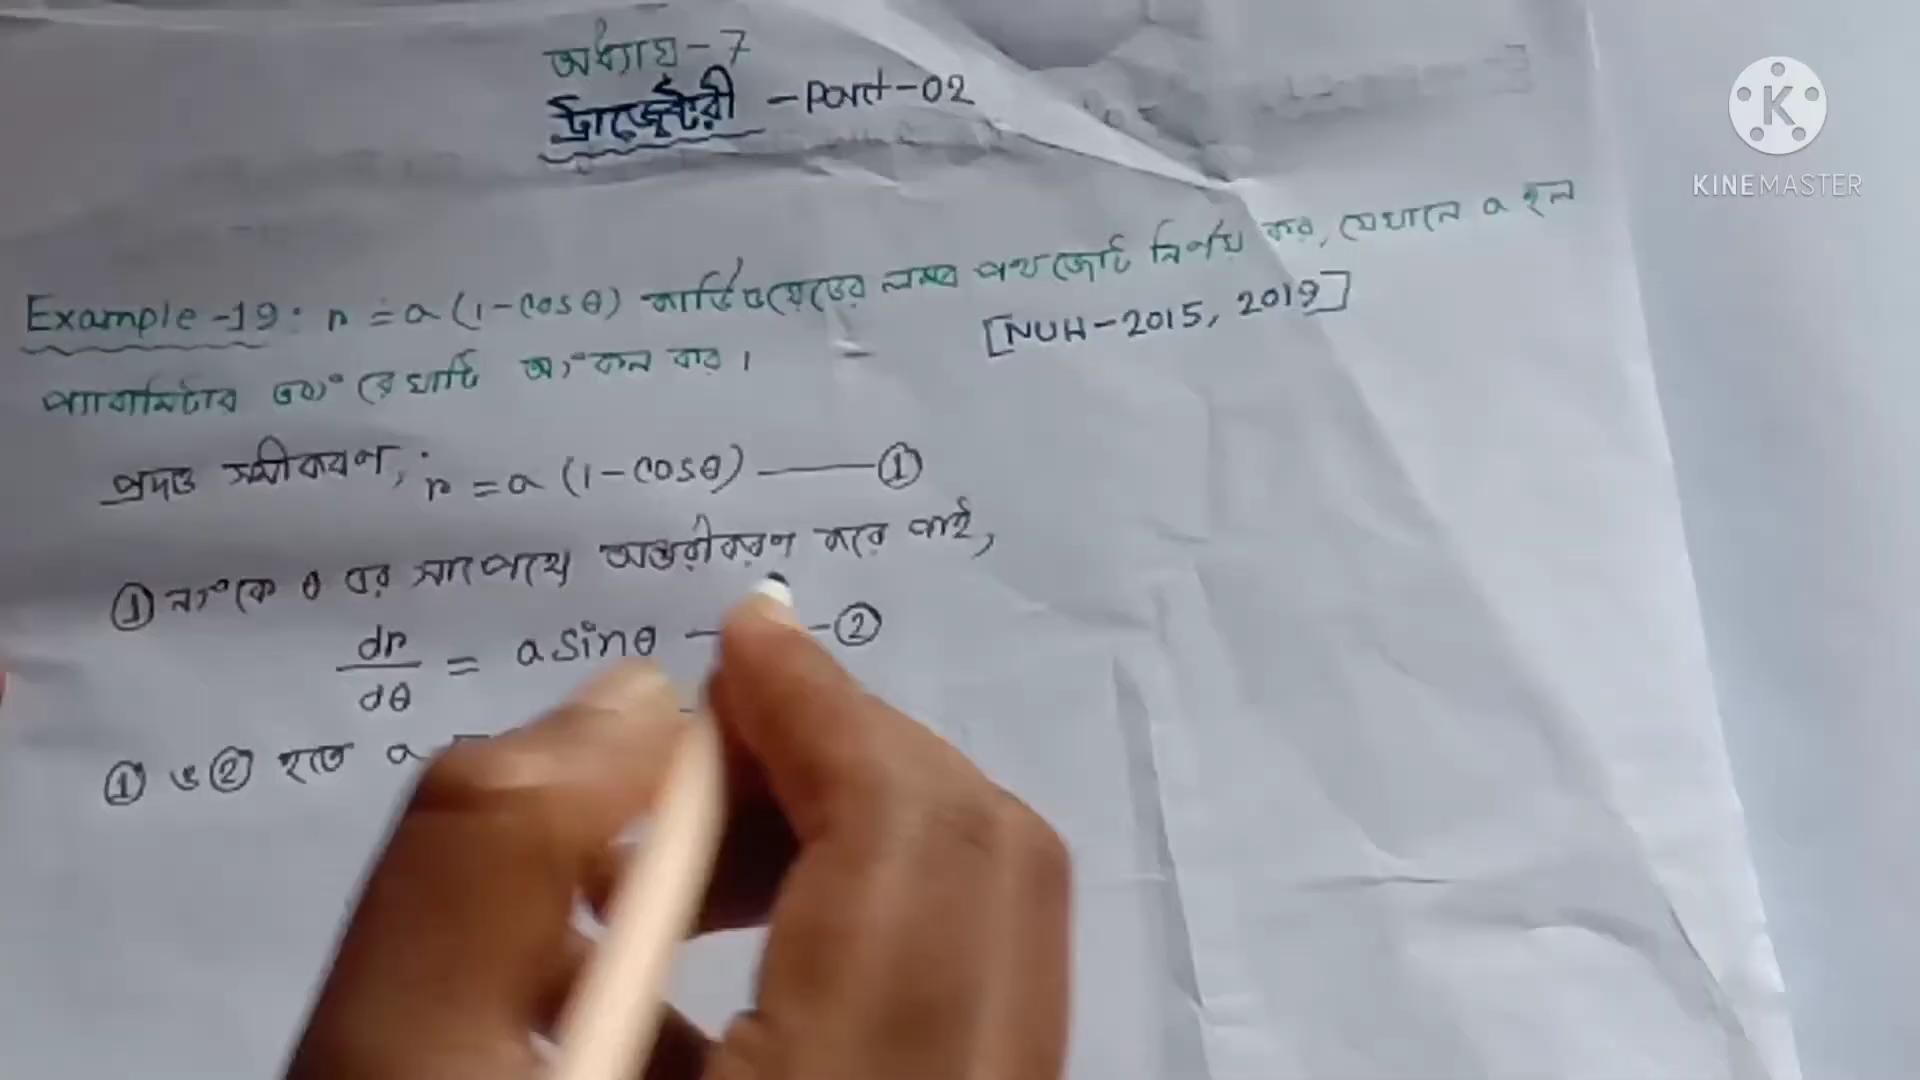 অধ্যায়-7
ট্রাজেক্টরী - Part-02
KINEMASTER
Example-19: r = a (1-cosθ) কার্ডিওয়েডের লম্ব পথজোট নির্ণয় কর, যেখানে a হল
প্যারামিটার এবং রেখাটি অংকন কর।
[NUH-2015, 2019]
প্রদত্ত সমীকরণ, r = a (1-cosθ) ——— ①
① নং কে θ এর সাপেক্ষে অন্তরীকরণ করে পাই,
dr/dθ = a sinθ — - ②
① ও ② হতে a